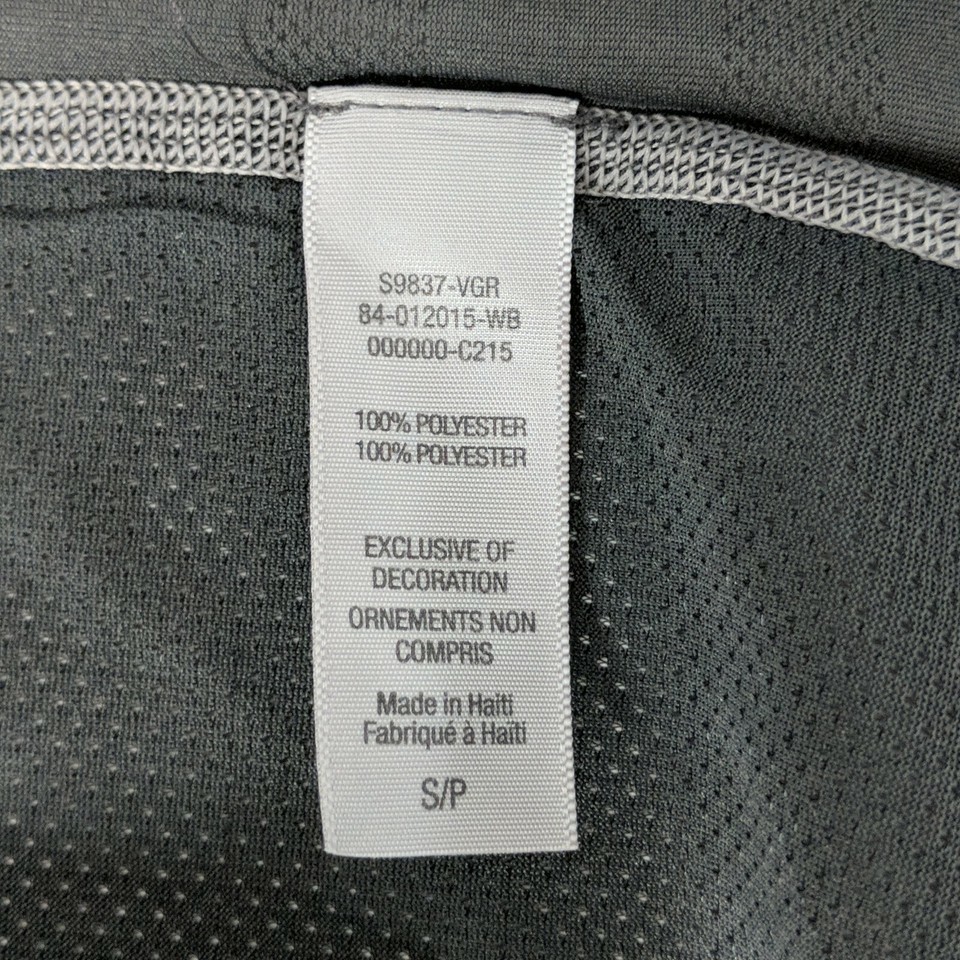 S9837-VGR
84-012015-WB
000000-C215
100% POLYESTER
100% POLYESTER
EXCLUSIVE OF
DECORATION
ORNEMENTS NON
COMPRIS
Made in Haiti
Fabriqué à Haïti
S/P